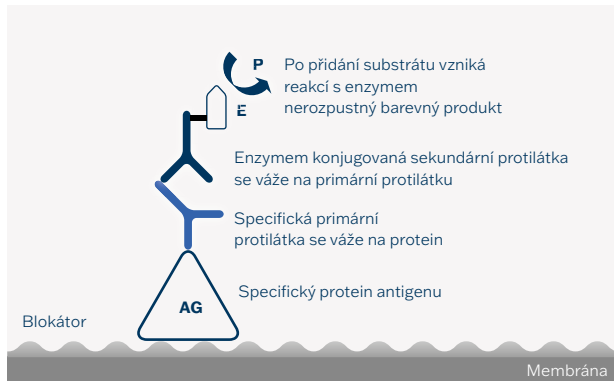 P
Po přidání substrátu vzniká
reakcí s enzymem
nerozpustný barevný produkt
E
Enzymem konjugovaná sekundární protilátka
se váže na primární protilátku
Specifická primární
protilátka se váže na protein
Specifický protein antigenu
AG
Blokátor
Membrána